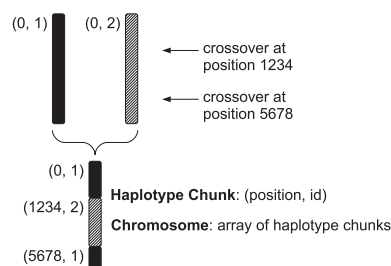 (0, 1)
(0, 2)
crossover at
position 1234
crossover at
position 5678
(0, 1)
Haplotype Chunk: (position, id)
(1234, 2)
Chromosome: array of haplotype chunks
(5678, 1)